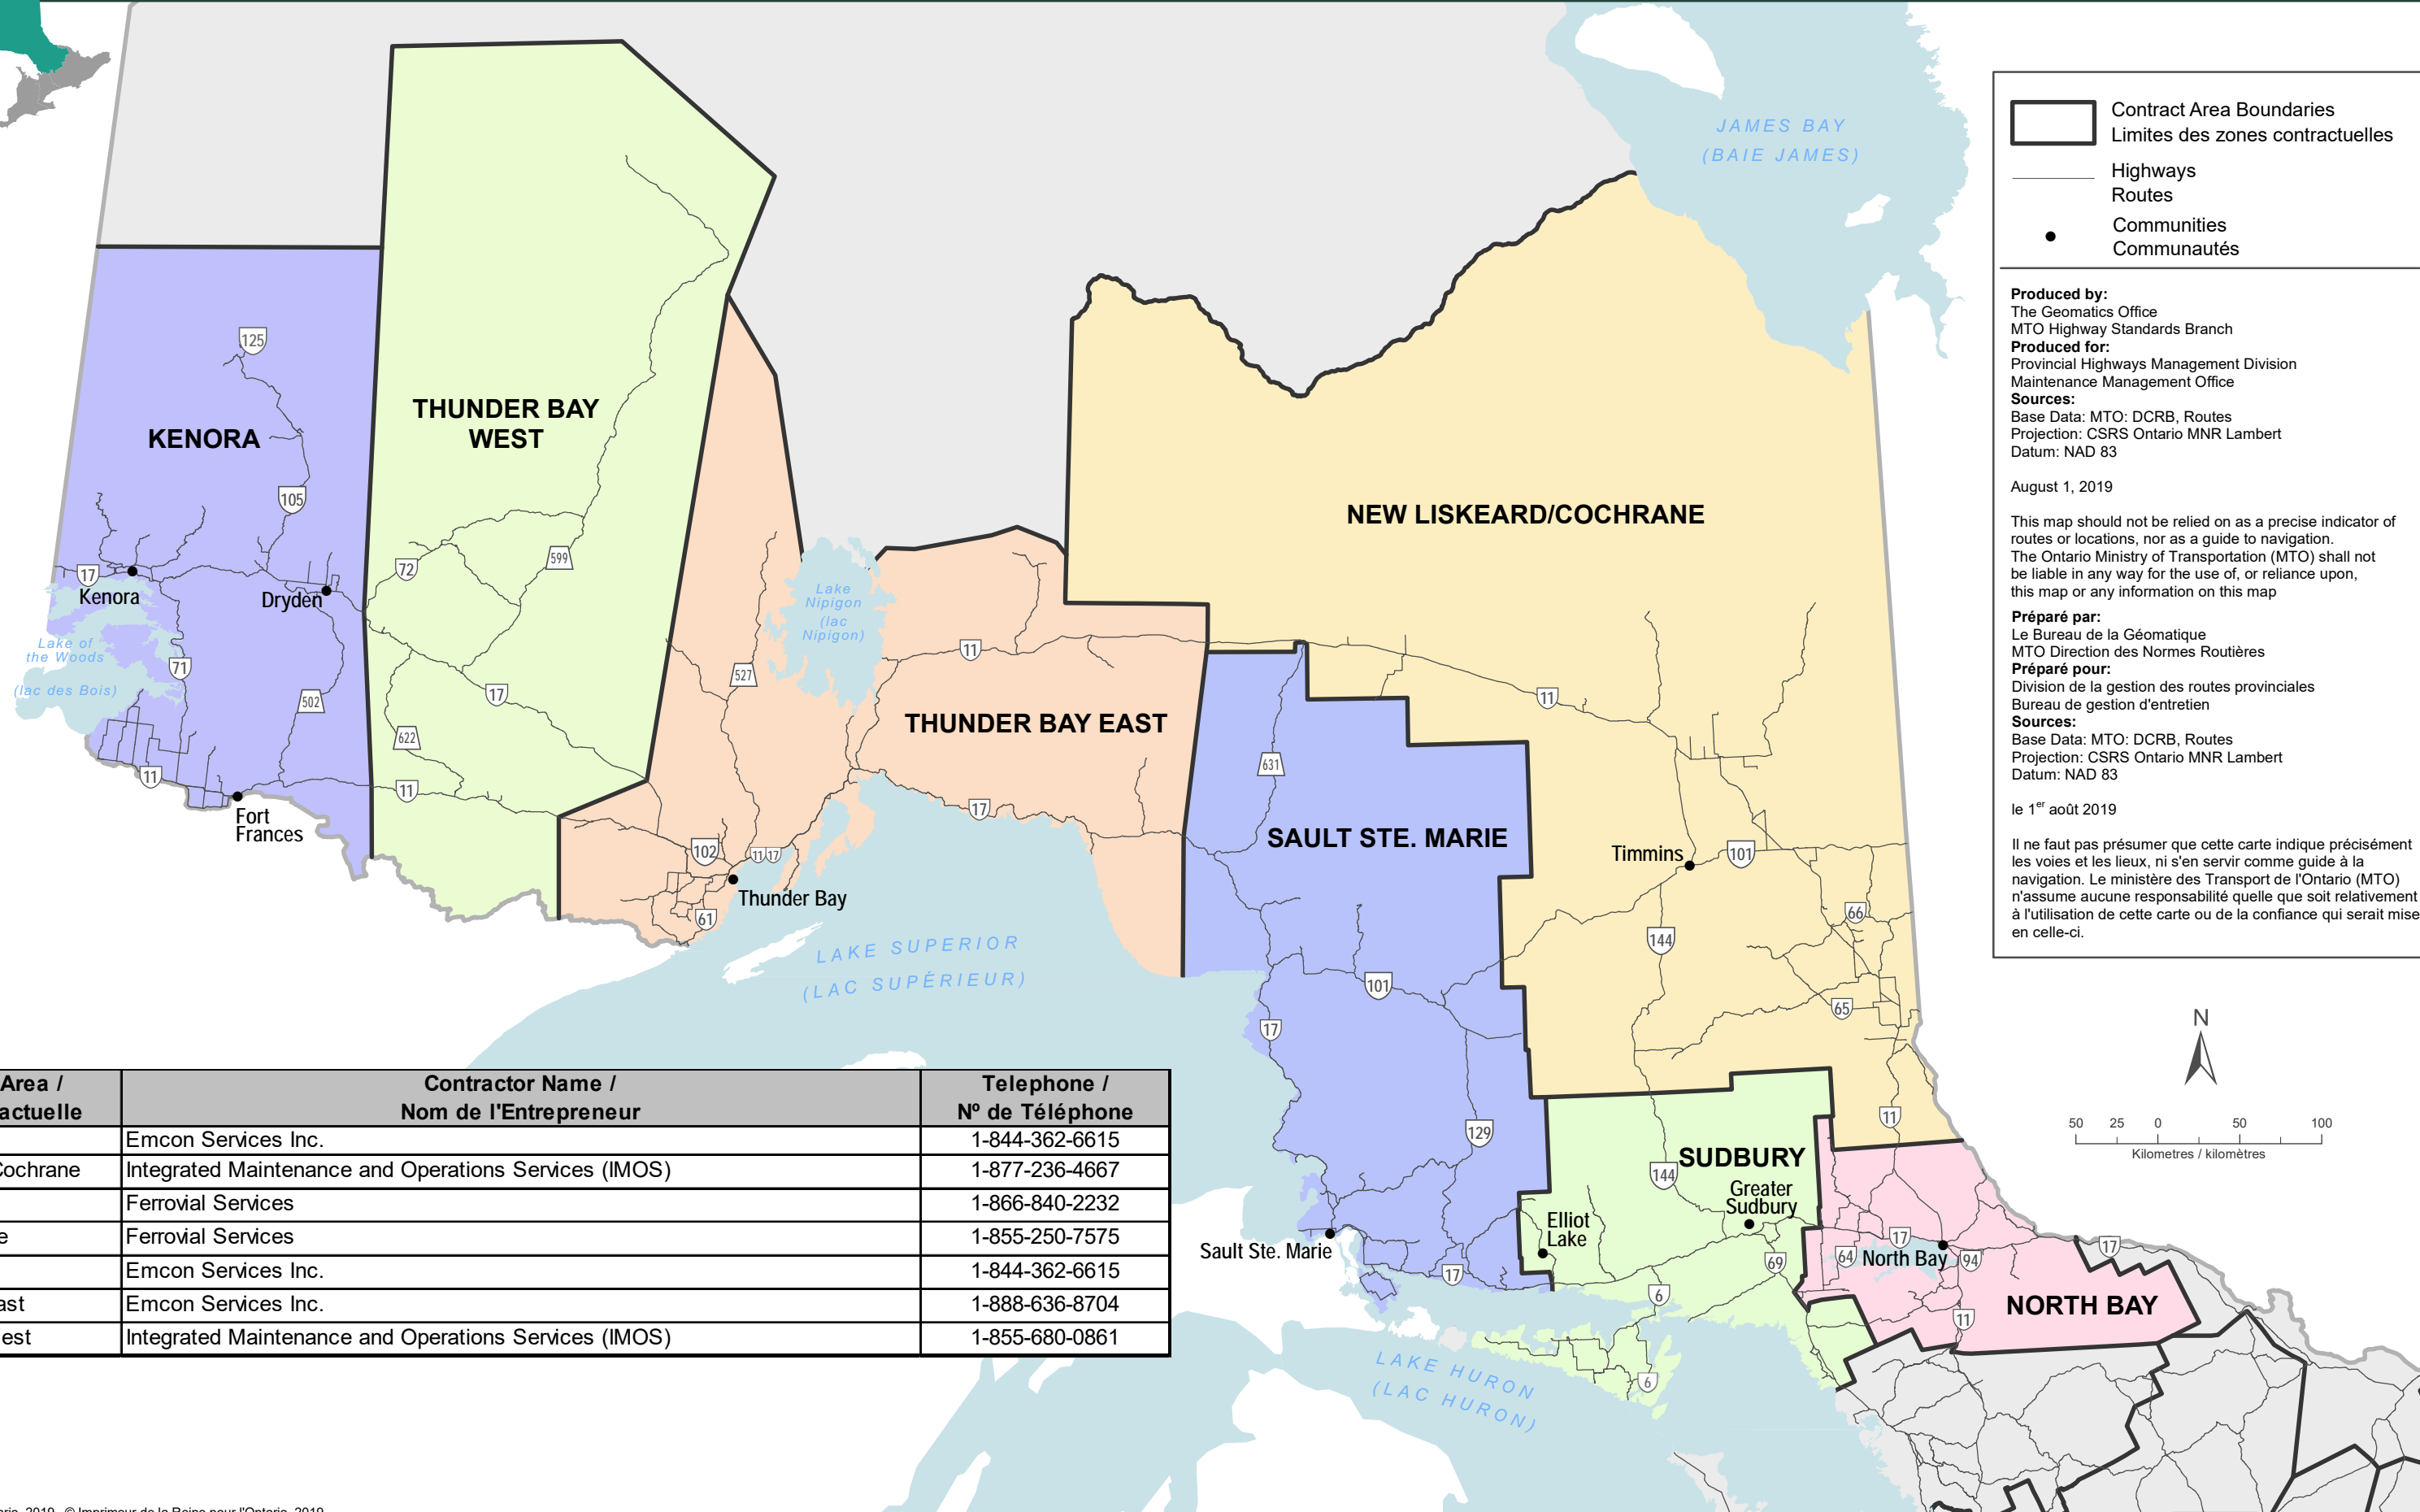 JAMES BAY
(BAIE JAMES)
Contract Area Boundaries
Limites des zones contractuelles
Highways
Routes
Communities
Communautés
Produced by:
The Geomatics Office
MTO Highway Standards Branch
Produced for:
Provincial Highways Management Division
Maintenance Management Office
Sources:
Base Data: MTO: DCRB, Routes
Projection: CSRS Ontario MNR Lambert
Datum: NAD 83
August 1, 2019
This map should not be relied on as a precise indicator of
routes or locations, nor as a guide to navigation.
The Ontario Ministry of Transportation (MTO) shall not
be liable in any way for the use of, or reliance upon,
this map or any information on this map
Préparé par:
Le Bureau de la Géomatique
MTO Direction des Normes Routières
Préparé pour:
Division de la gestion des routes provinciales
Bureau de gestion d'entretien
Sources:
Base Data: MTO: DCRB, Routes
Projection: CSRS Ontario MNR Lambert
Datum: NAD 83
le 1er août 2019
Il ne faut pas présumer que cette carte indique précisément
les voies et les lieux, ni s'en servir comme guide à la
navigation. Le ministère des Transport de l'Ontario (MTO)
n'assume aucune responsabilité quelle que soit relativement
à l'utilisation de cette carte ou de la confiance qui serait mise
en celle-ci.
N
50 25 0 50 100
Kilometres / kilomètres
KENORA
125
105
17
Kenora
Dryden
Lake of
the Woods
(lac des Bois)
71
502
11
Fort
Frances
THUNDER BAY
WEST
599
72
17
622
11
Lake
Nipigon
(lac
Nipigon)
527
11
THUNDER BAY EAST
17
102
11 17
Thunder Bay
61
LAKE SUPERIOR
(LAC SUPÉRIEUR)
NEW LISKEARD/COCHRANE
11
Timmins
101
66
144
65
11
631
SAULT STE. MARIE
101
17
129
Sault Ste. Marie
17
SUDBURY
144
Greater
Sudbury
Elliot
Lake
69
6
6
17
64
North Bay
94
17
NORTH BAY
11
LAKE HURON
(LAC HURON)
Area / Contractor Name / Telephone /
actuelle Nom de l'Entrepreneur Nº de Téléphone
Emcon Services Inc. 1-844-362-6615
Cochrane Integrated Maintenance and Operations Services (IMOS) 1-877-236-4667
Ferrovial Services 1-866-840-2232
e Ferrovial Services 1-855-250-7575
Emcon Services Inc. 1-844-362-6615
ast Emcon Services Inc. 1-888-636-8704
est Integrated Maintenance and Operations Services (IMOS) 1-855-680-0861
2019 © Imprimeur de la Reine pour l'Ontario, 2019